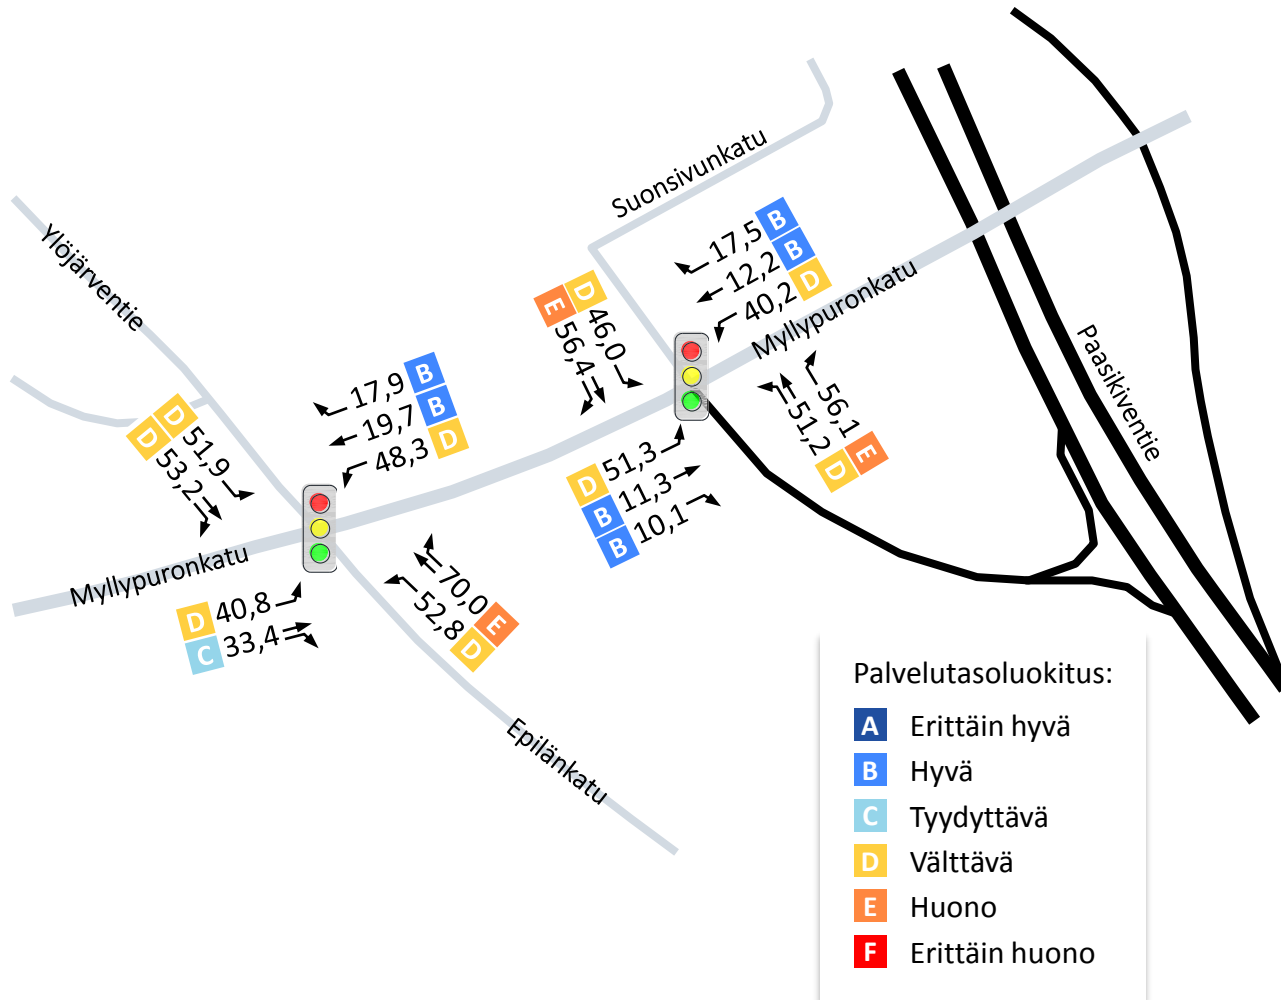 Suonsivunkatu
Ylöjärventie
17,5 B
12,2 B
40,2 D
Myllypuronkatu
Paasikiventie
D 46,0
E 56,4
17,9 B
19,7 B
48,3 D
D 51,9
D 53,2
56,1 E
51,2 D
D 51,3
B 11,3
B 10,1
Myllypuronkatu
D 40,8
C 33,4
70,0 E
52,8 D
Epilänkatu
Palvelutasoluokitus:
A Erittäin hyvä
B Hyvä
C Tyydyttävä
D Välttävä
E Huono
F Erittäin huono